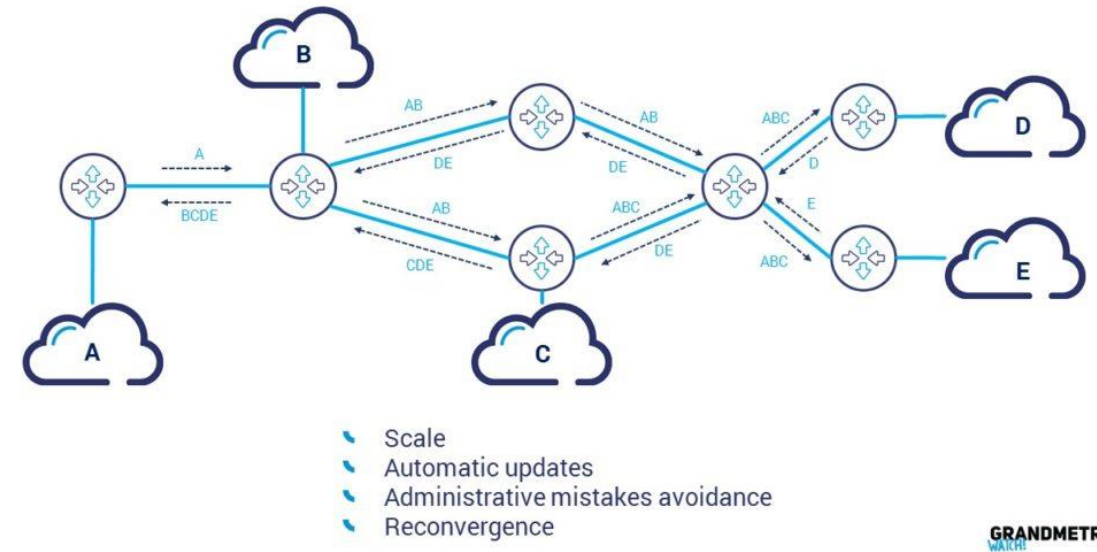 B
AB
AB
ABC
D
A
DE
DE
D
BCDE
AB
ABC
E
CDE
DE
ABC
E
A
C
Scale
Automatic updates
Administrative mistakes avoidance
Reconvergence
GRANDMETR
WATCH!